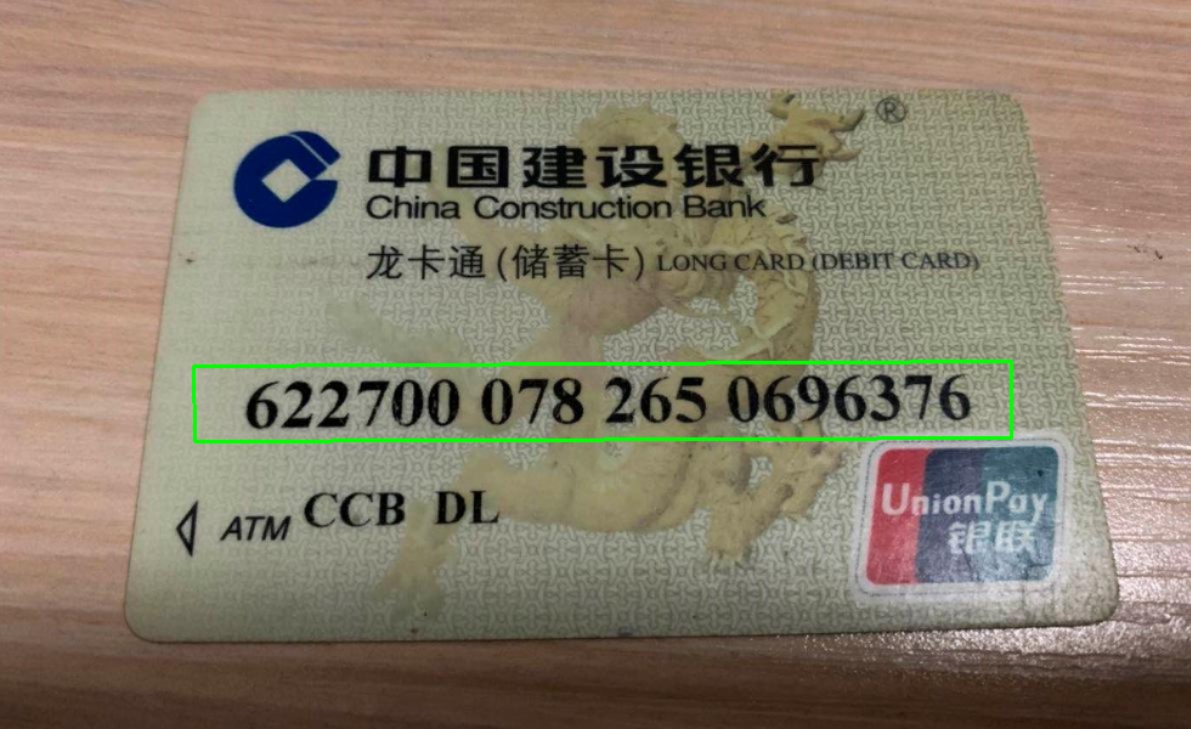 ®
中国建设银行
China Construction Bank
龙卡通(储蓄卡) LONG CARD (DEBIT CARD)
622700 078 265 0696376
ATM CCB DL
UnionPay
银联